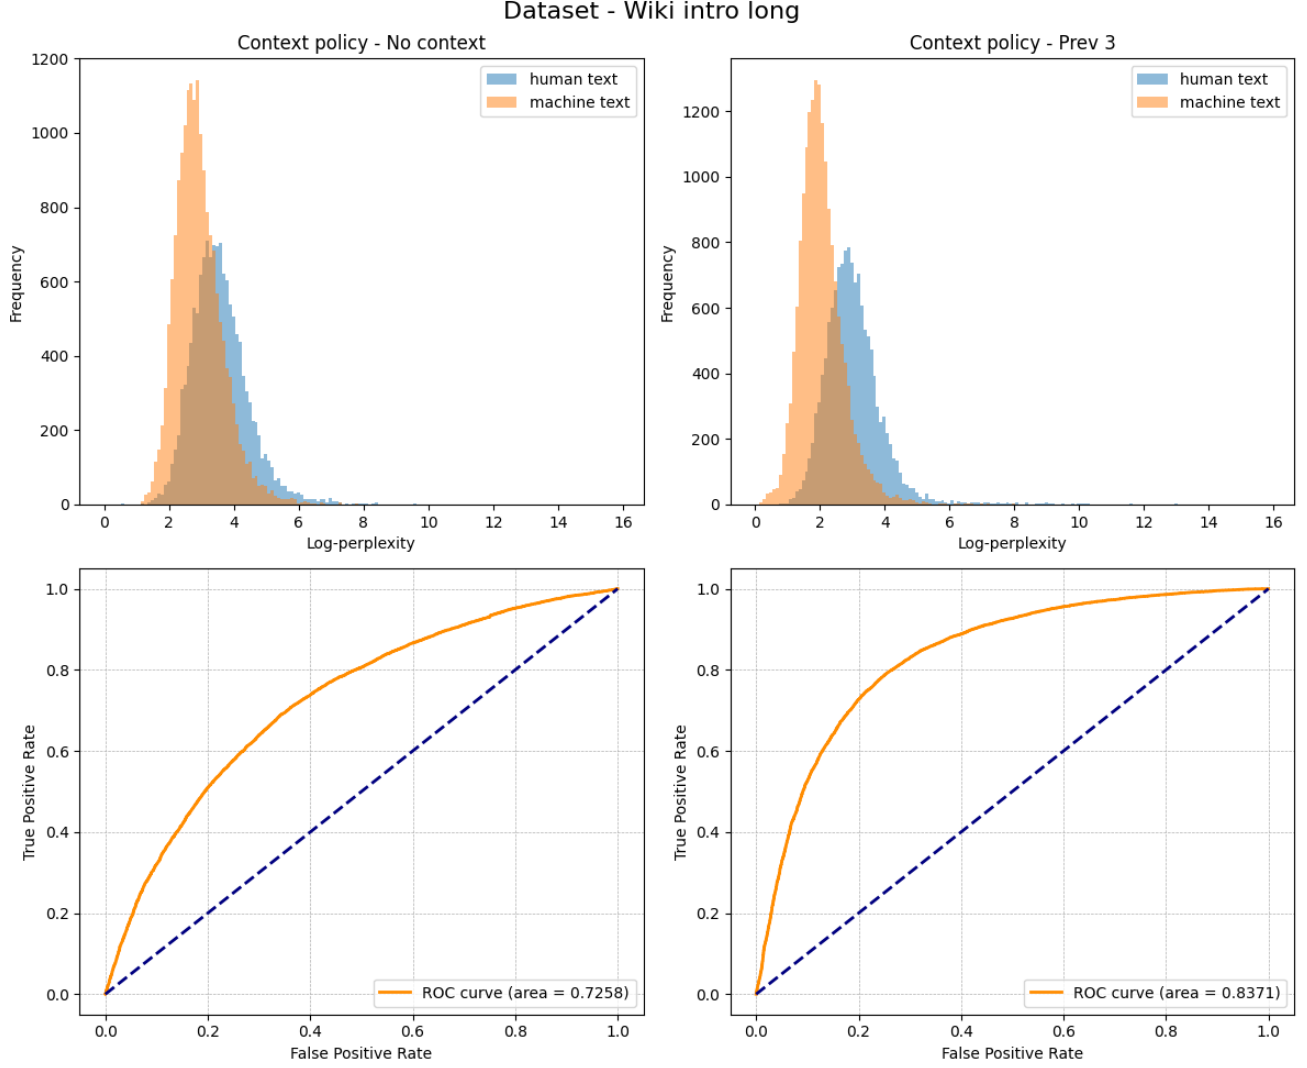 Dataset - Wiki intro long
Context policy - No context
1200
1000
800
600
400
200
0
Frequency
human text
machine text
0 2 4 6 8 10 12 14 16
Log-perplexity
Context policy - Prev 3
1200
1000
800
600
400
200
0
Frequency
human text
machine text
0 2 4 6 8 10 12 14 16
Log-perplexity
1.0
0.8
0.6
0.4
0.2
0.0
True Positive Rate
ROC curve (area = 0.7258)
0.0 0.2 0.4 0.6 0.8 1.0
False Positive Rate
1.0
0.8
0.6
0.4
0.2
0.0
True Positive Rate
ROC curve (area = 0.8371)
0.0 0.2 0.4 0.6 0.8 1.0
False Positive Rate